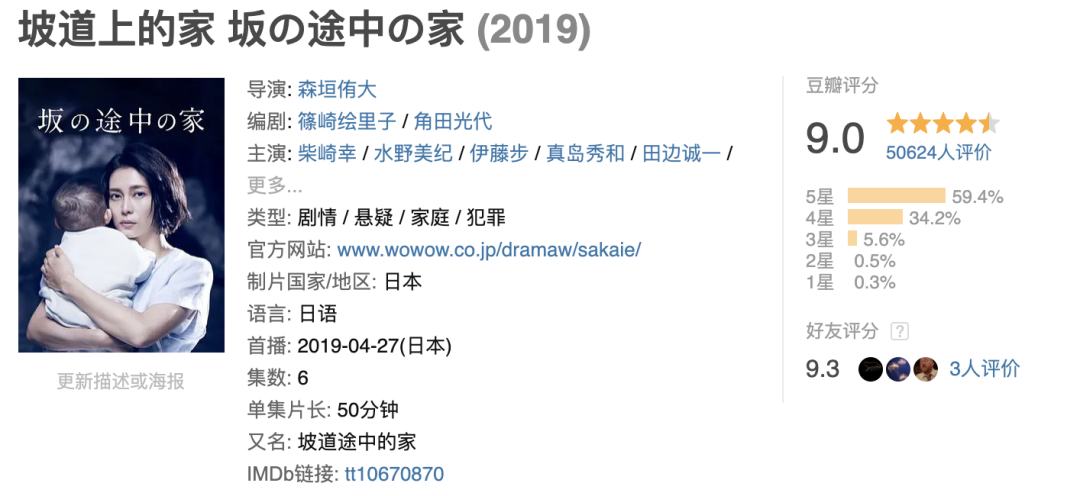 坡道上的家 坂の途中の家 (2019)
坂の途中の家
更新描述或海报
导演: 森垣侑大
编剧: 篠崎绘里子 / 角田光代
主演: 柴崎幸 / 水野美纪 / 伊藤步 / 真岛秀和 / 田边诚一 /
更多...
类型: 剧情 / 悬疑 / 家庭 / 犯罪
官方网站: www.wowow.co.jp/dramaw/sakaie/
制片国家/地区: 日本
语言: 日语
首播: 2019-04-27(日本)
集数: 6
单集片长: 50分钟
又名: 坡道途中的家
IMDb链接: tt10670870
豆瓣评分
9.0
50624人评价
5星 59.4%
4星 34.2%
3星 5.6%
2星 0.5%
1星 0.3%
好友评分 ?
9.3 3人评价